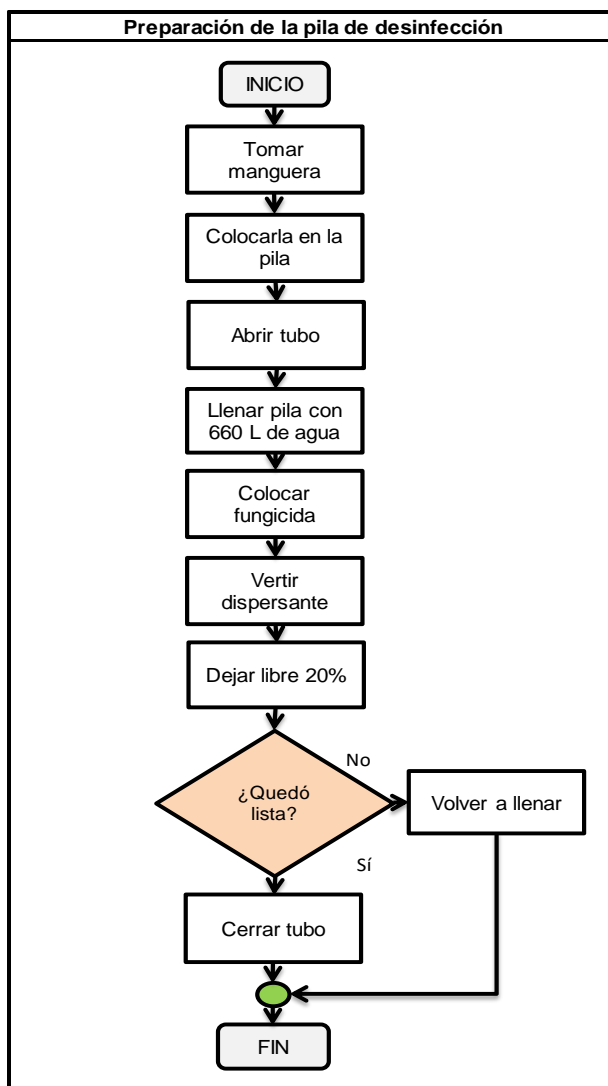 Preparación de la pila de desinfección
INICIO
Tomar
manguera
Colocarla en la
pila
Abrir tubo
Llenar pila con
660 L de agua
Colocar
fungicida
Vertir
dispersante
Dejar libre 20%
No
¿Quedó
lista?
Volver a llenar
Sí
Cerrar tubo
FIN